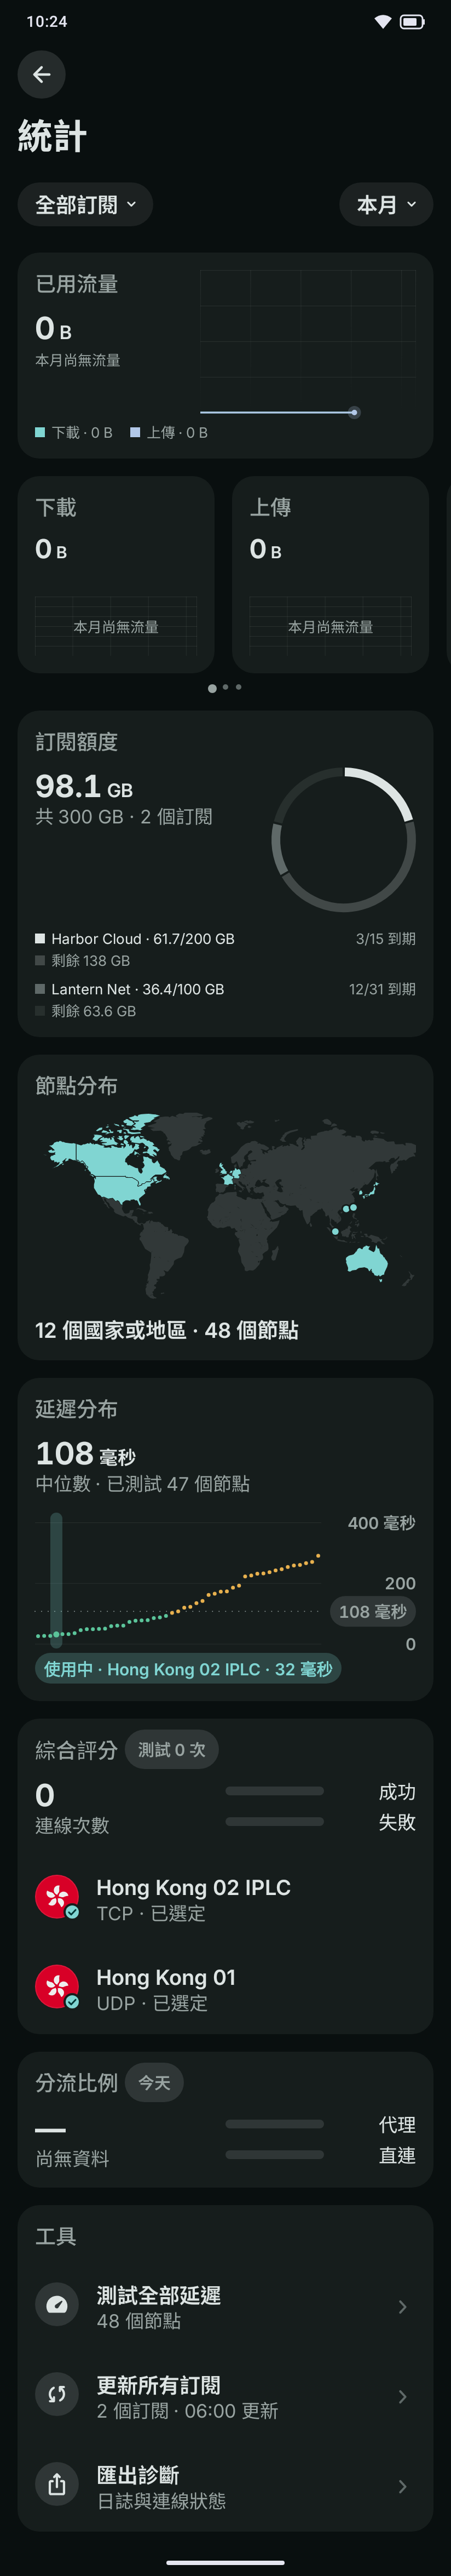 10:24
統計
全部訂閱
本月
已用流量
0 B
本月尚無流量
下載 · 0 B
上傳 · 0 B
下載
0 B
本月尚無流量
上傳
0 B
本月尚無流量
訂閱額度
98.1 GB
共 300 GB · 2 個訂閱
Harbor Cloud · 61.7/200 GB
3/15 到期
剩餘 138 GB
Lantern Net · 36.4/100 GB
12/31 到期
剩餘 63.6 GB
節點分布
12 個國家或地區 · 48 個節點
延遲分布
108 毫秒
中位數 · 已測試 47 個節點
400 毫秒
200
108 毫秒
0
使用中 · Hong Kong 02 IPLC · 32 毫秒
綜合評分
測試 0 次
0
連線次數
成功
失敗
Hong Kong 02 IPLC
TCP · 已選定
Hong Kong 01
UDP · 已選定
分流比例
今天
—
尚無資料
代理
直連
工具
測試全部延遲
48 個節點
更新所有訂閱
2 個訂閱 · 06:00 更新
匯出診斷
日誌與連線狀態